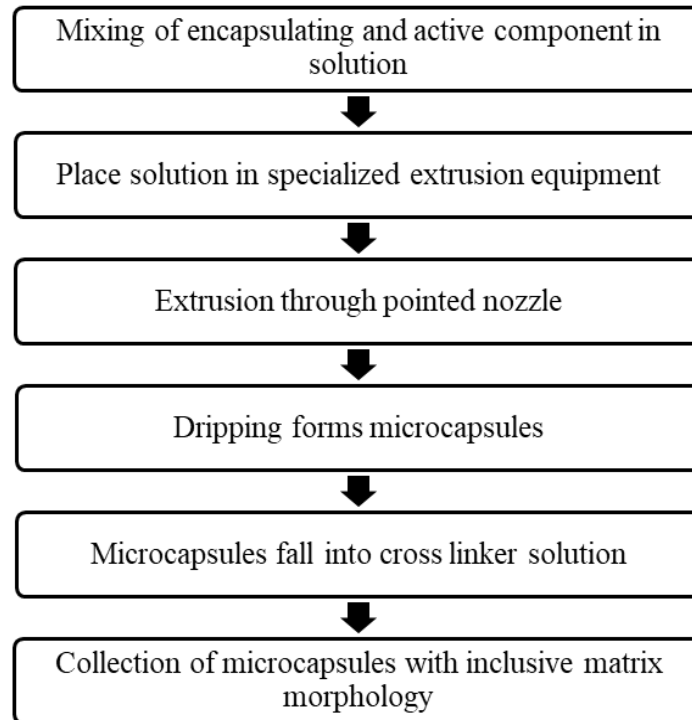 Mixing of encapsulating and active component in
solution
Place solution in specialized extrusion equipment
Extrusion through pointed nozzle
Dripping forms microcapsules
Microcapsules fall into cross linker solution
Collection of microcapsules with inclusive matrix
morphology